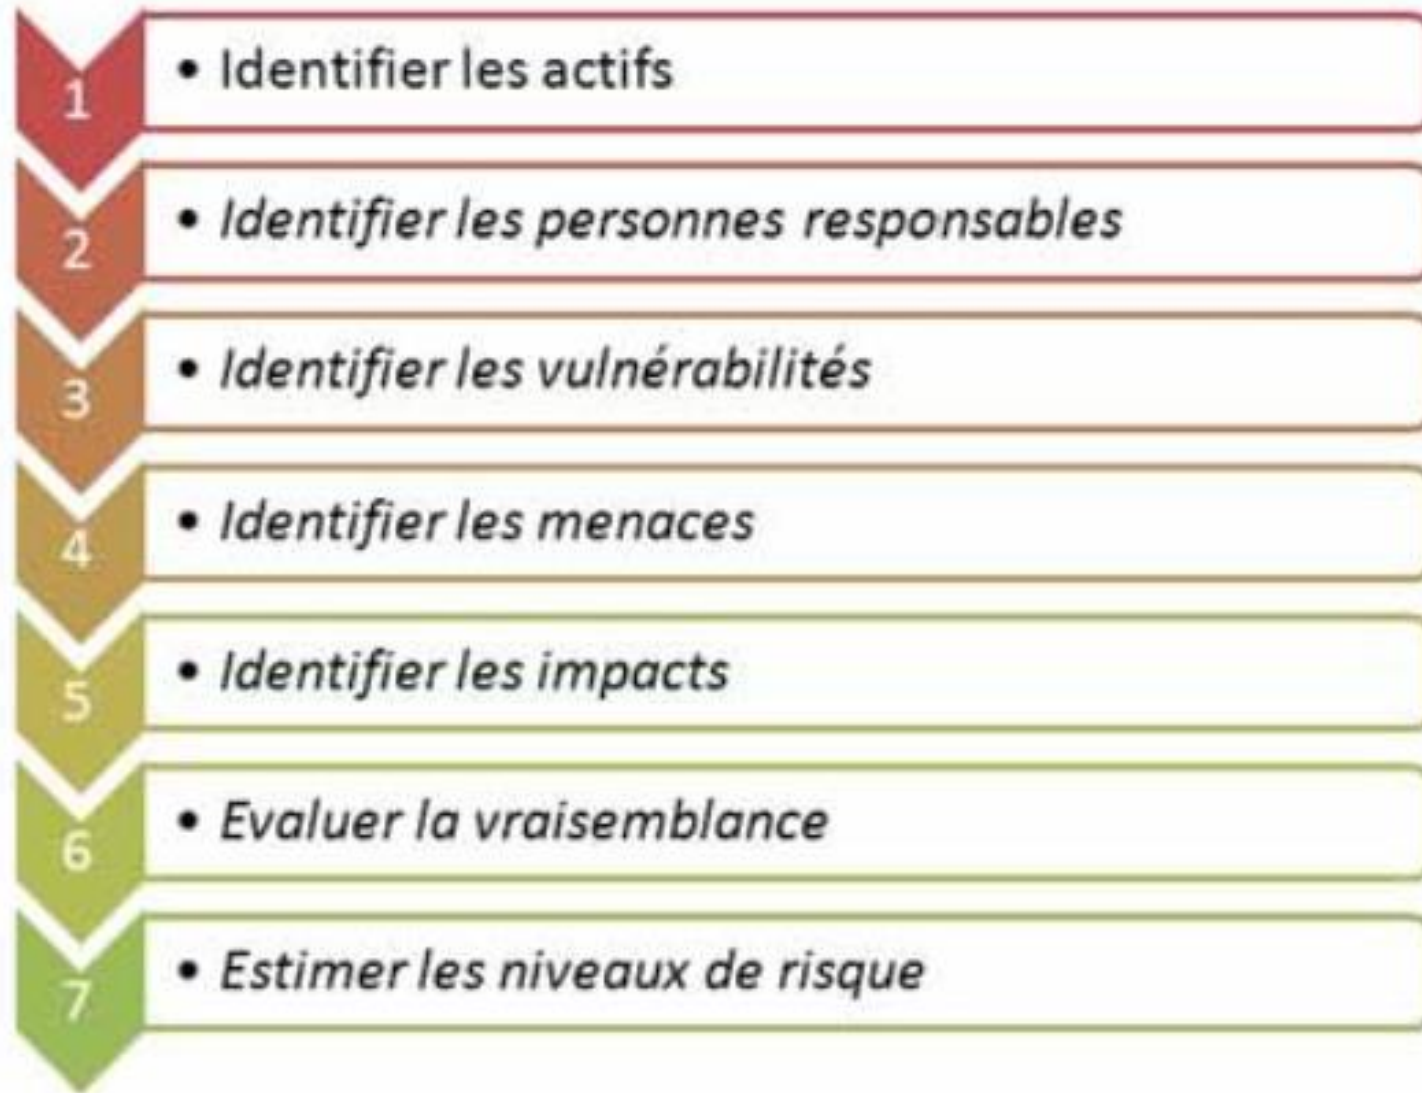 1
• Identifier les actifs
2
• Identifier les personnes responsables
3
• Identifier les vulnérabilités
4
• Identifier les menaces
5
• Identifier les impacts
6
• Evaluer la vraisemblance
7
• Estimer les niveaux de risque